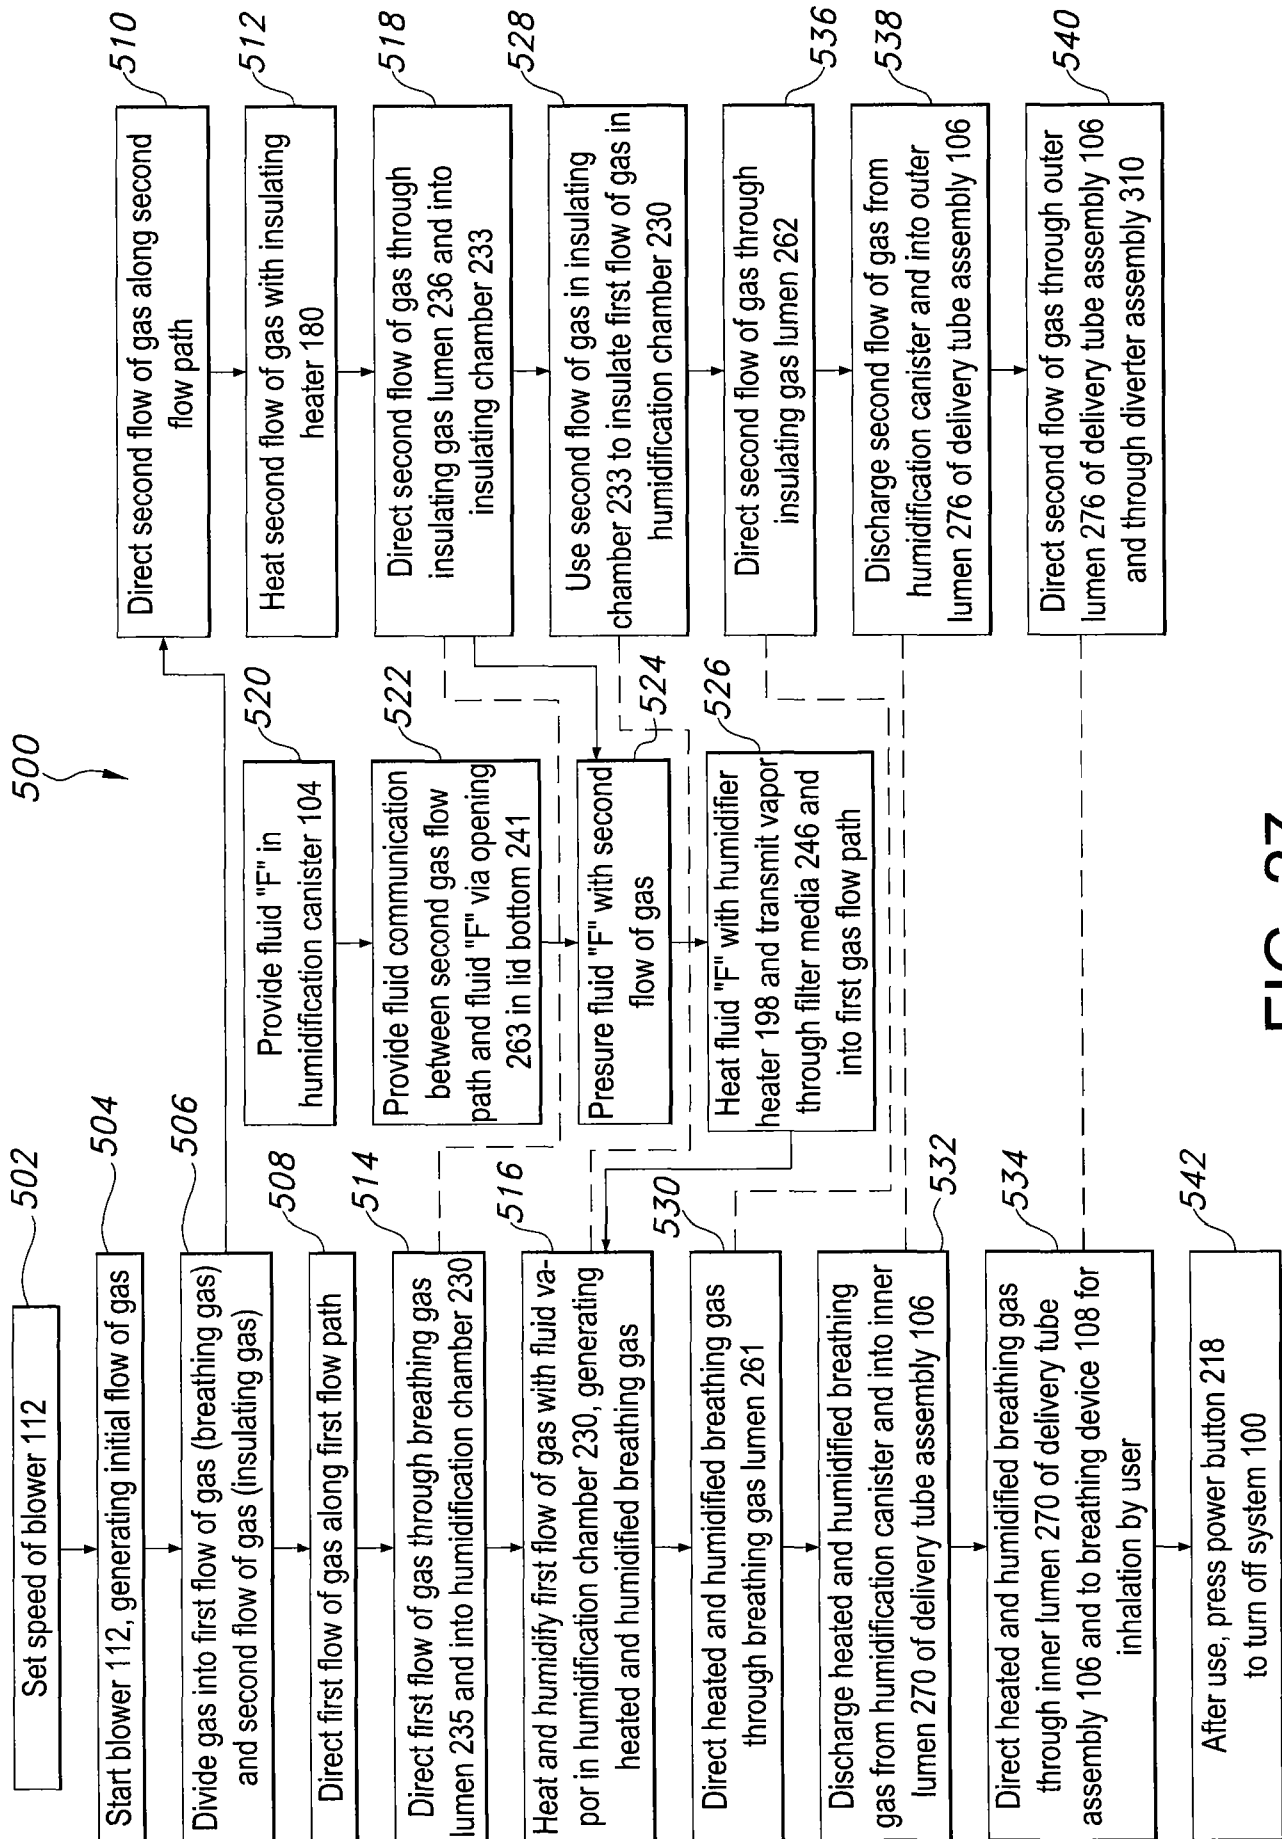 500
502
Set speed of blower 112
504
Start blower 112, generating initial flow of gas
506
Divide gas into first flow of gas (breathing gas)
and second flow of gas (insulating gas)
508
Direct first flow of gas along first flow path
514
Direct first flow of gas through breathing gas
lumen 235 and into humidification chamber 230
516
Heat and humidify first flow of gas with fluid va-
por in humidification chamber 230, generating
heated and humidified breathing gas
530
Direct heated and humidified breathing gas
through breathing gas lumen 261
532
Discharge heated and humidified breathing
gas from humidification canister and into inner
lumen 270 of delivery tube assembly 106
534
Direct heated and humidified breathing gas
through inner lumen 270 of delivery tube
assembly 106 and to breathing device 108 for
inhalation by user
542
After use, press power button 218
to turn off system 100
520
Provide fluid "F" in
humidification canister 104
522
Provide fluid communication
between second gas flow
path and fluid "F" via opening
263 in lid bottom 241
524
Presure fluid "F" with second
flow of gas
526
Heat fluid "F" with humidifier
heater 198 and transmit vapor
through filter media 246 and
into first gas flow path
510
Direct second flow of gas along second
flow path
512
Heat second flow of gas with insulating
heater 180
518
Direct second flow of gas through
insulating gas lumen 236 and into
insulating chamber 233
528
Use second flow of gas in insulating
chamber 233 to insulate first flow of gas in
humidification chamber 230
536
Direct second flow of gas through
insulating gas lumen 262
538
Discharge second flow of gas from
humidification canister and into outer
lumen 276 of delivery tube assembly 106
540
Direct second flow of gas through outer
lumen 276 of delivery tube assembly 106
and through diverter assembly 310